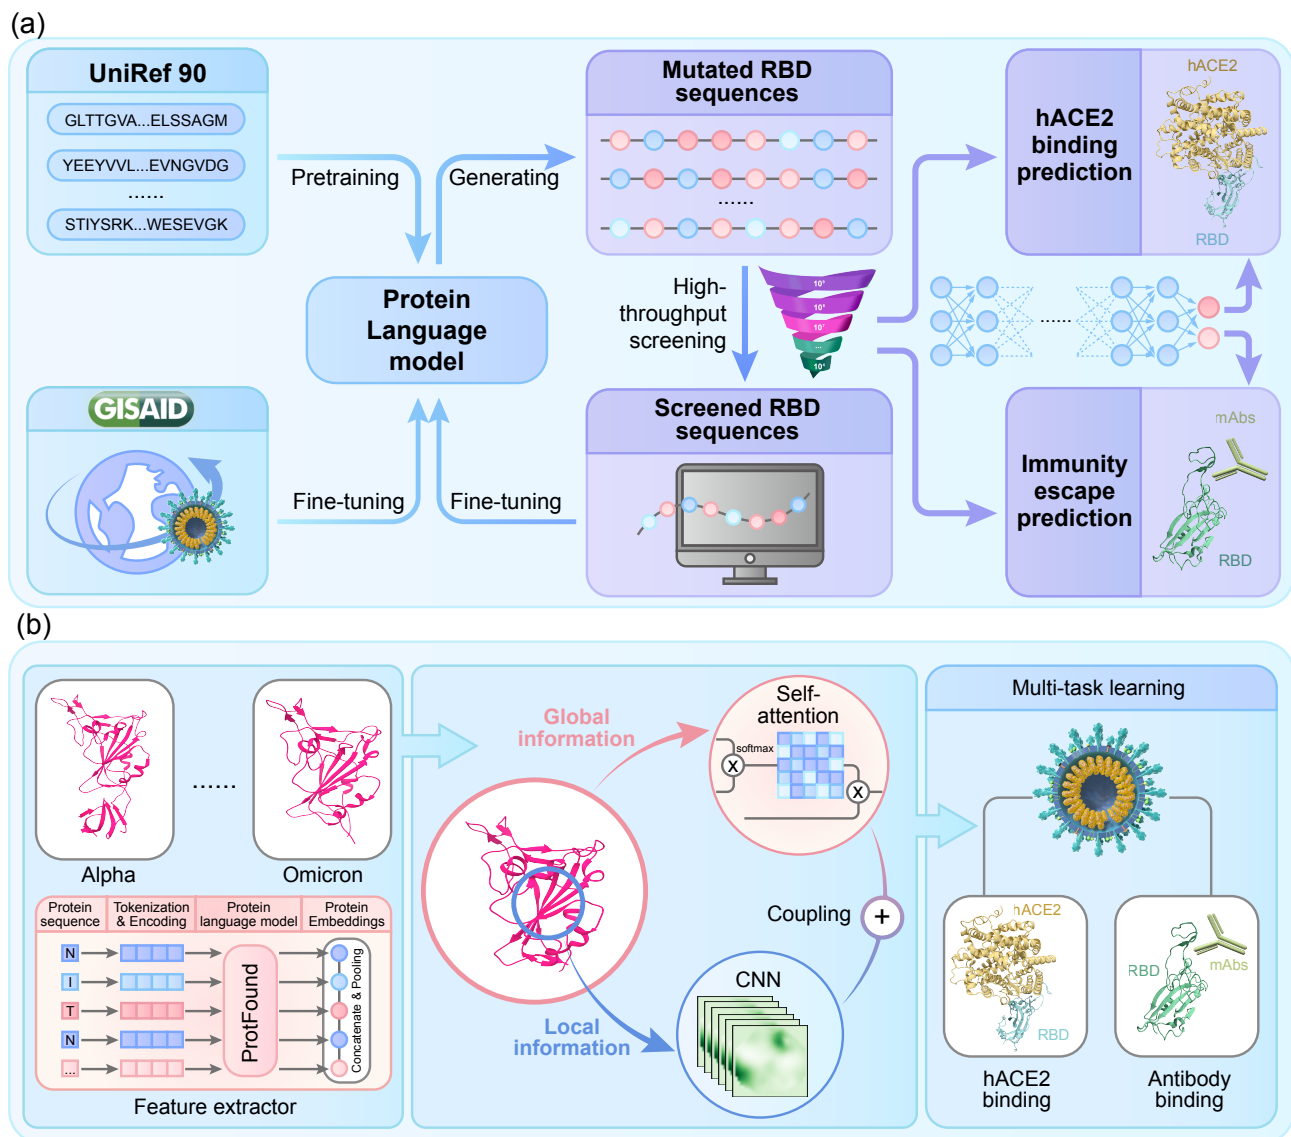 (a)
UniRef 90
GLTTGVA...ELSSAGM
YEEYVVL...EVNGVDG
......
STIYSRK...WESEVGK
Pretraining
Generating
Protein
Language
model
GISAID
Fine-tuning
Fine-tuning
Mutated RBD
sequences
......
High-
throughput
screening
10⁷
...
10⁴
Screened RBD
sequences
hACE2
binding
prediction
hACE2
RBD
......
Immunity
escape
prediction
mAbs
RBD
(b)
Alpha
......
Omicron
Protein
sequence
Tokenization
& Encoding
Protein
language model
Protein
Embeddings
N
I
T
N
...
ProtFound
Concatenate & Pooling
Feature extractor
Global
information
Local
information
Self-
attention
softmax
X
X
Coupling
+
CNN
Multi-task learning
hACE2
RBD
hACE2
binding
RBD
mAbs
Antibody
binding